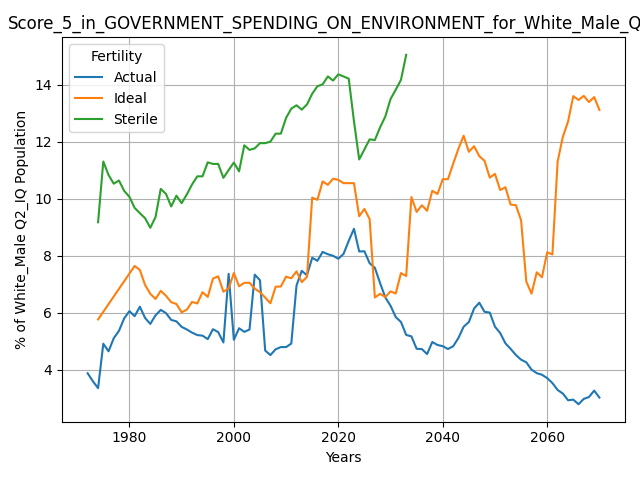 Score_5_in_GOVERNMENT_SPENDING_ON_ENVIRONMENT_for_White_Male_Q
Fertility
Actual
Ideal
Sterile
% of White_Male Q2_IQ Population
14
12
10
8
6
4
1980 2000 2020 2040 2060
Years